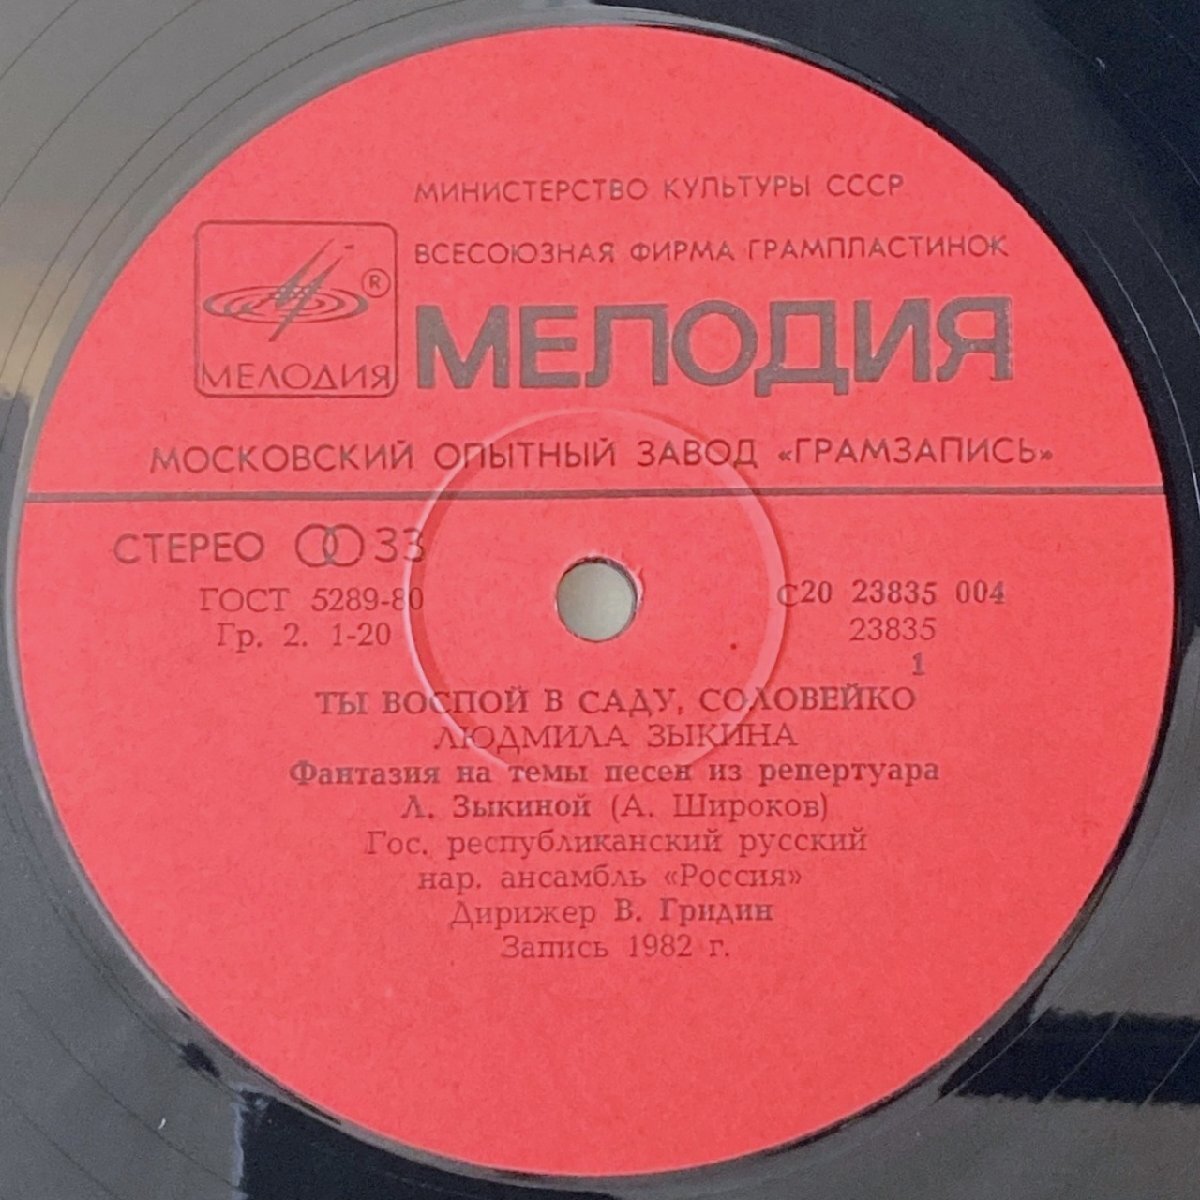 МИНИСТЕРСТВО КУЛЬТУРЫ СССР
ВСЕСОЮЗНАЯ ФИРМА ГРАМПЛАСТИНОК
®
МЕЛОДИЯ
МЕЛОДИЯ
МОСКОВСКИЙ ОПЫТНЫЙ ЗАВОД «ГРАМЗАПИСЬ»
СТЕРЕО 33
ГОСТ 5289-80
Гр. 2. 1-20
С20 23835 004
23835
1
ТЫ ВОСПОЙ В САДУ, СОЛОВЕЙКО
ЛЮДМИЛА ЗЫКИНА
Фантазия на темы песен из репертуара
Л. Зыкиной (А. Широков)
Гос. республиканский русский
нар. ансамбль «Россия»
Дирижер В. Гридин
Запись 1982 г.